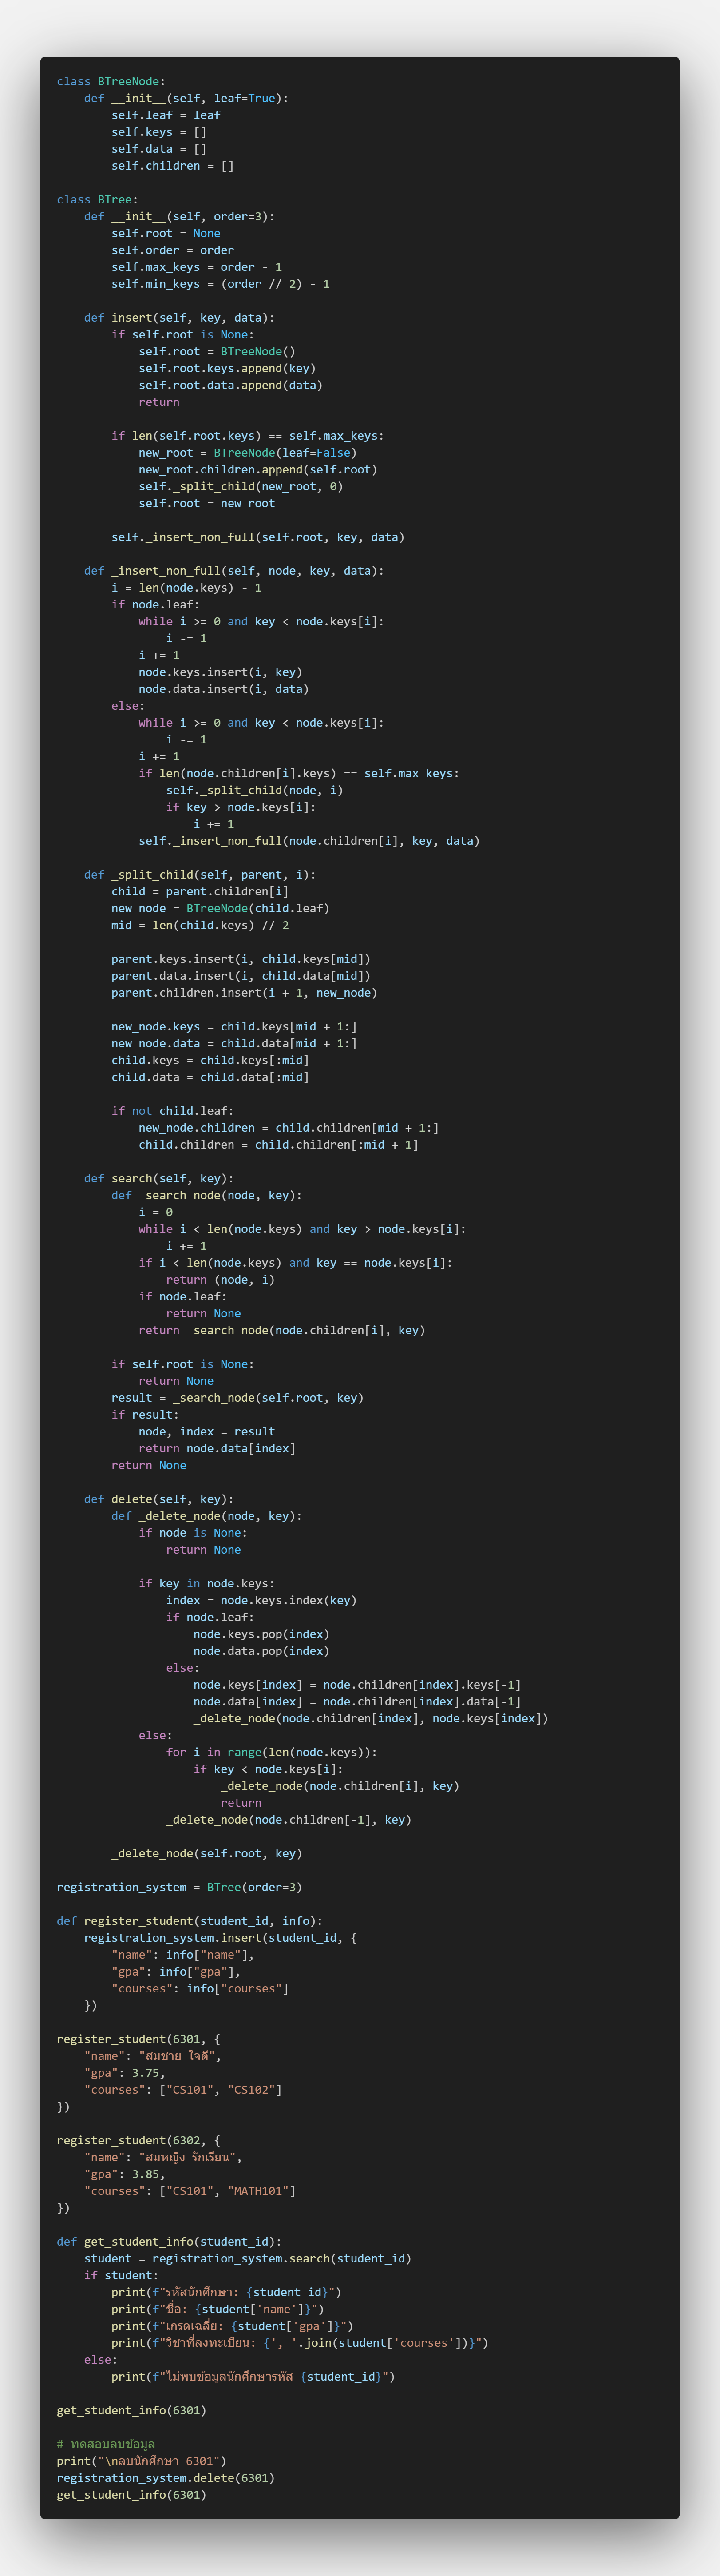 class BTreeNode:
    def __init__(self, leaf=True):
        self.leaf = leaf
        self.keys = []
        self.data = []
        self.children = []

class BTree:
    def __init__(self, order=3):
        self.root = None
        self.order = order
        self.max_keys = order - 1
        self.min_keys = (order // 2) - 1

    def insert(self, key, data):
        if self.root is None:
            self.root = BTreeNode()
            self.root.keys.append(key)
            self.root.data.append(data)
            return

        if len(self.root.keys) == self.max_keys:
            new_root = BTreeNode(leaf=False)
            new_root.children.append(self.root)
            self._split_child(new_root, 0)
            self.root = new_root

        self._insert_non_full(self.root, key, data)

    def _insert_non_full(self, node, key, data):
        i = len(node.keys) - 1
        if node.leaf:
            while i >= 0 and key < node.keys[i]:
                i -= 1
            i += 1
            node.keys.insert(i, key)
            node.data.insert(i, data)
        else:
            while i >= 0 and key < node.keys[i]:
                i -= 1
            i += 1
            if len(node.children[i].keys) == self.max_keys:
                self._split_child(node, i)
                if key > node.keys[i]:
                    i += 1
            self._insert_non_full(node.children[i], key, data)

    def _split_child(self, parent, i):
        child = parent.children[i]
        new_node = BTreeNode(child.leaf)
        mid = len(child.keys) // 2

        parent.keys.insert(i, child.keys[mid])
        parent.data.insert(i, child.data[mid])
        parent.children.insert(i + 1, new_node)

        new_node.keys = child.keys[mid + 1:]
        new_node.data = child.data[mid + 1:]
        child.keys = child.keys[:mid]
        child.data = child.data[:mid]

        if not child.leaf:
            new_node.children = child.children[mid + 1:]
            child.children = child.children[:mid + 1]

    def search(self, key):
        def _search_node(node, key):
            i = 0
            while i < len(node.keys) and key > node.keys[i]:
                i += 1
            if i < len(node.keys) and key == node.keys[i]:
                return (node, i)
            if node.leaf:
                return None
            return _search_node(node.children[i], key)

        if self.root is None:
            return None
        result = _search_node(self.root, key)
        if result:
            node, index = result
            return node.data[index]
        return None

    def delete(self, key):
        def _delete_node(node, key):
            if node is None:
                return None

            if key in node.keys:
                index = node.keys.index(key)
                if node.leaf:
                    node.keys.pop(index)
                    node.data.pop(index)
                else:
                    node.keys[index] = node.children[index].keys[-1]
                    node.data[index] = node.children[index].data[-1]
                    _delete_node(node.children[index], node.keys[index])
            else:
                for i in range(len(node.keys)):
                    if key < node.keys[i]:
                        _delete_node(node.children[i], key)
                        return
                _delete_node(node.children[-1], key)

        _delete_node(self.root, key)

registration_system = BTree(order=3)

def register_student(student_id, info):
    registration_system.insert(student_id, {
        "name": info["name"],
        "gpa": info["gpa"],
        "courses": info["courses"]
    })

register_student(6301, {
    "name": "สมชาย ใจดี",
    "gpa": 3.75,
    "courses": ["CS101", "CS102"]
})

register_student(6302, {
    "name": "สมหญิง รักเรียน",
    "gpa": 3.85,
    "courses": ["CS101", "MATH101"]
})

def get_student_info(student_id):
    student = registration_system.search(student_id)
    if student:
        print(f"รหัสนักศึกษา: {student_id}")
        print(f"ชื่อ: {student['name']}")
        print(f"เกรดเฉลี่ย: {student['gpa']}")
        print(f"วิชาที่ลงทะเบียน: {', '.join(student['courses'])}")
    else:
        print(f"ไม่พบข้อมูลนักศึกษารหัส {student_id}")

get_student_info(6301)

# ทดสอบลบข้อมูล
print("\nลบนักศึกษา 6301")
registration_system.delete(6301)
get_student_info(6301)